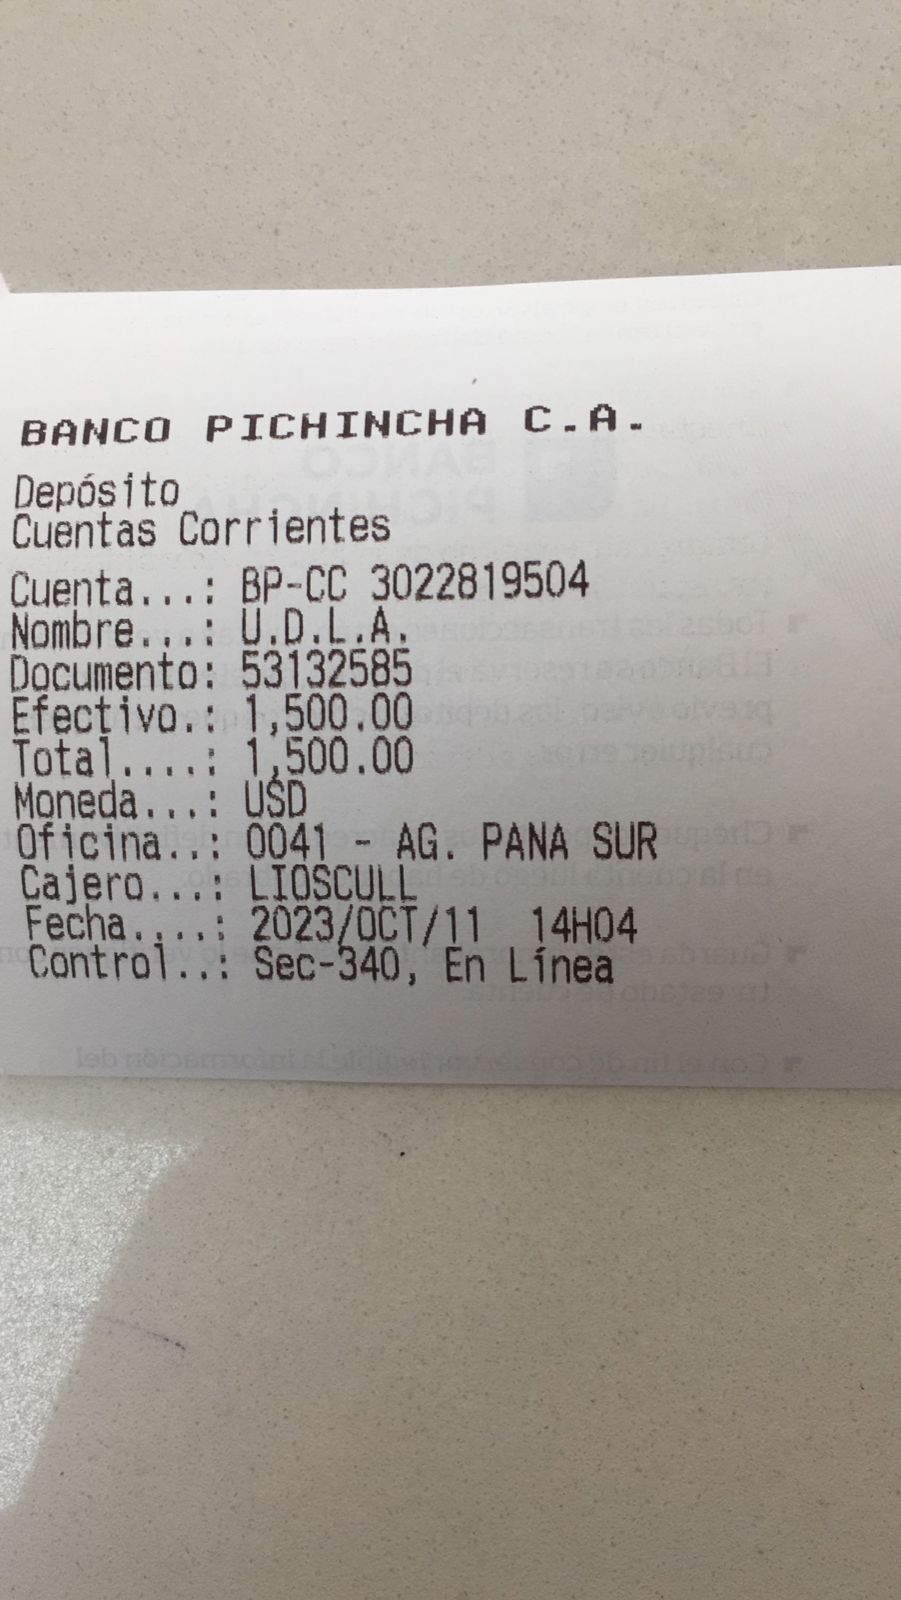 BANCO PICHINCHA C.A.
Depósito
Cuentas Corrientes
Cuenta...: BP-CC 3022819504
Nombre...: U.D.L.A.
Documento: 53132585
Efectivo.: 1,500.00
Total....: 1,500.00
Moneda...: USD
Oficina..: 0041 - AG. PANA SUR
Cajero...: LIOSCULL
Fecha....: 2023/OCT/11 14H04
Control..: Sec-340, En Línea